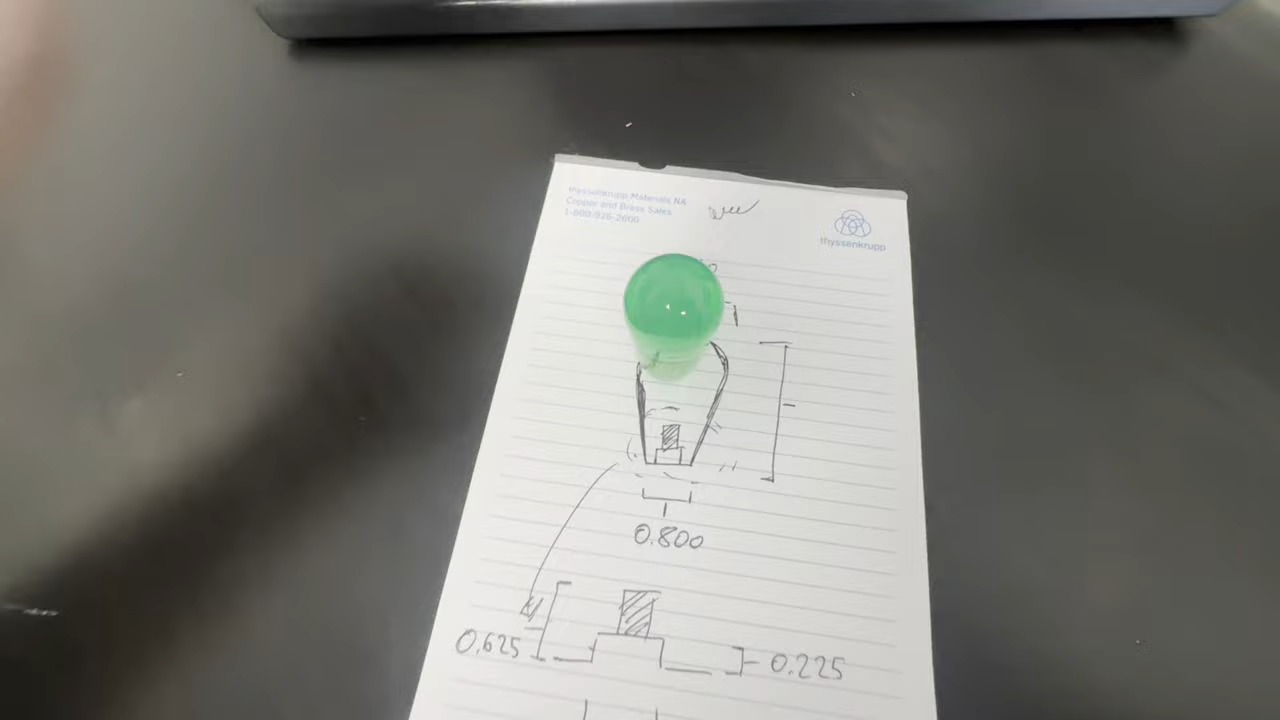 thyssenkrupp Materials NA
Copper and Brass Sales
1-800-926-2600
thyssenkrupp
0.800
0.625
0.225